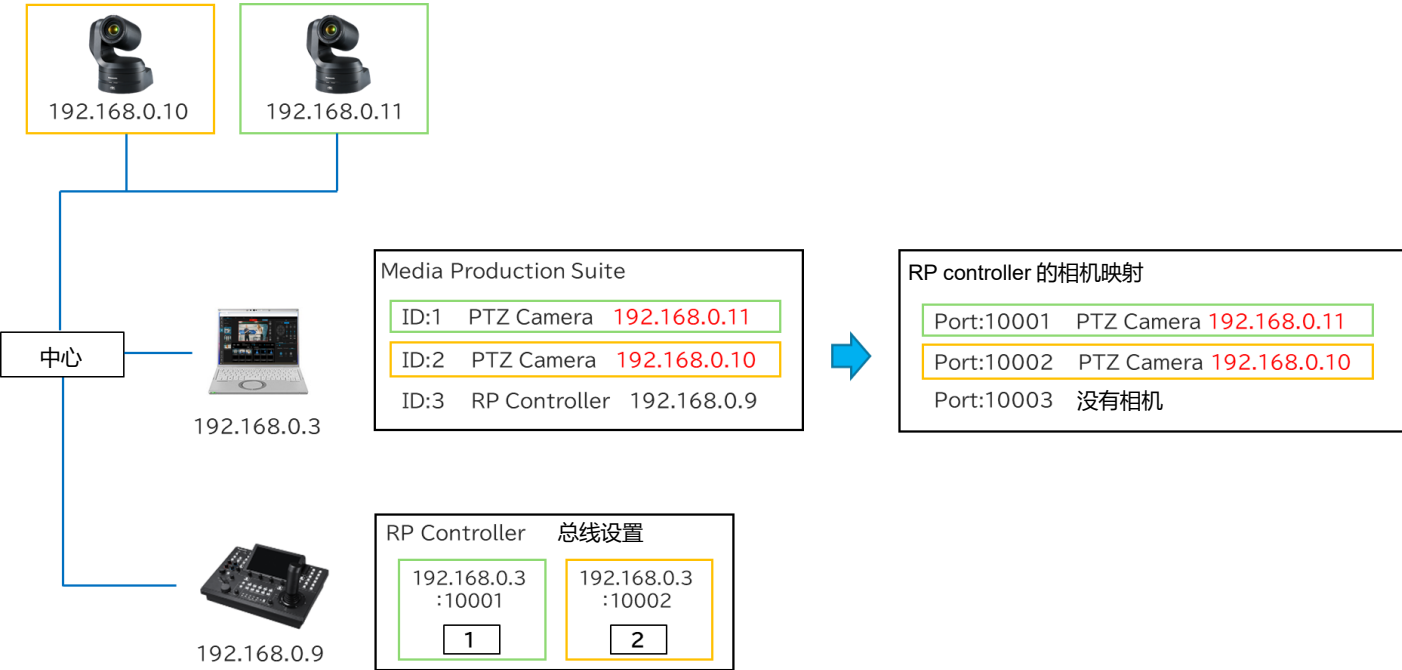 192.168.0.10
192.168.0.11
Media Production Suite
ID:1 PTZ Camera 192.168.0.11
ID:2 PTZ Camera 192.168.0.10
ID:3 RP Controller 192.168.0.9
RP controller 的相机映射
Port:10001 PTZ Camera 192.168.0.11
Port:10002 PTZ Camera 192.168.0.10
Port:10003 没有相机
中心
192.168.0.3
RP Controller 总线设置
192.168.0.3
:10001
1
192.168.0.3
:10002
2
192.168.0.9